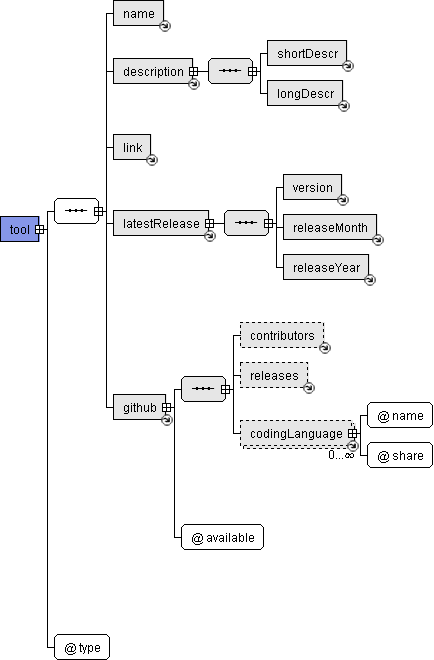 name
description
shortDescr
longDescr
link
tool
latestRelease
version
releaseMonth
releaseYear
github
contributors
releases
codingLanguage
0...∞
@ name
@ share
@ available
@ type